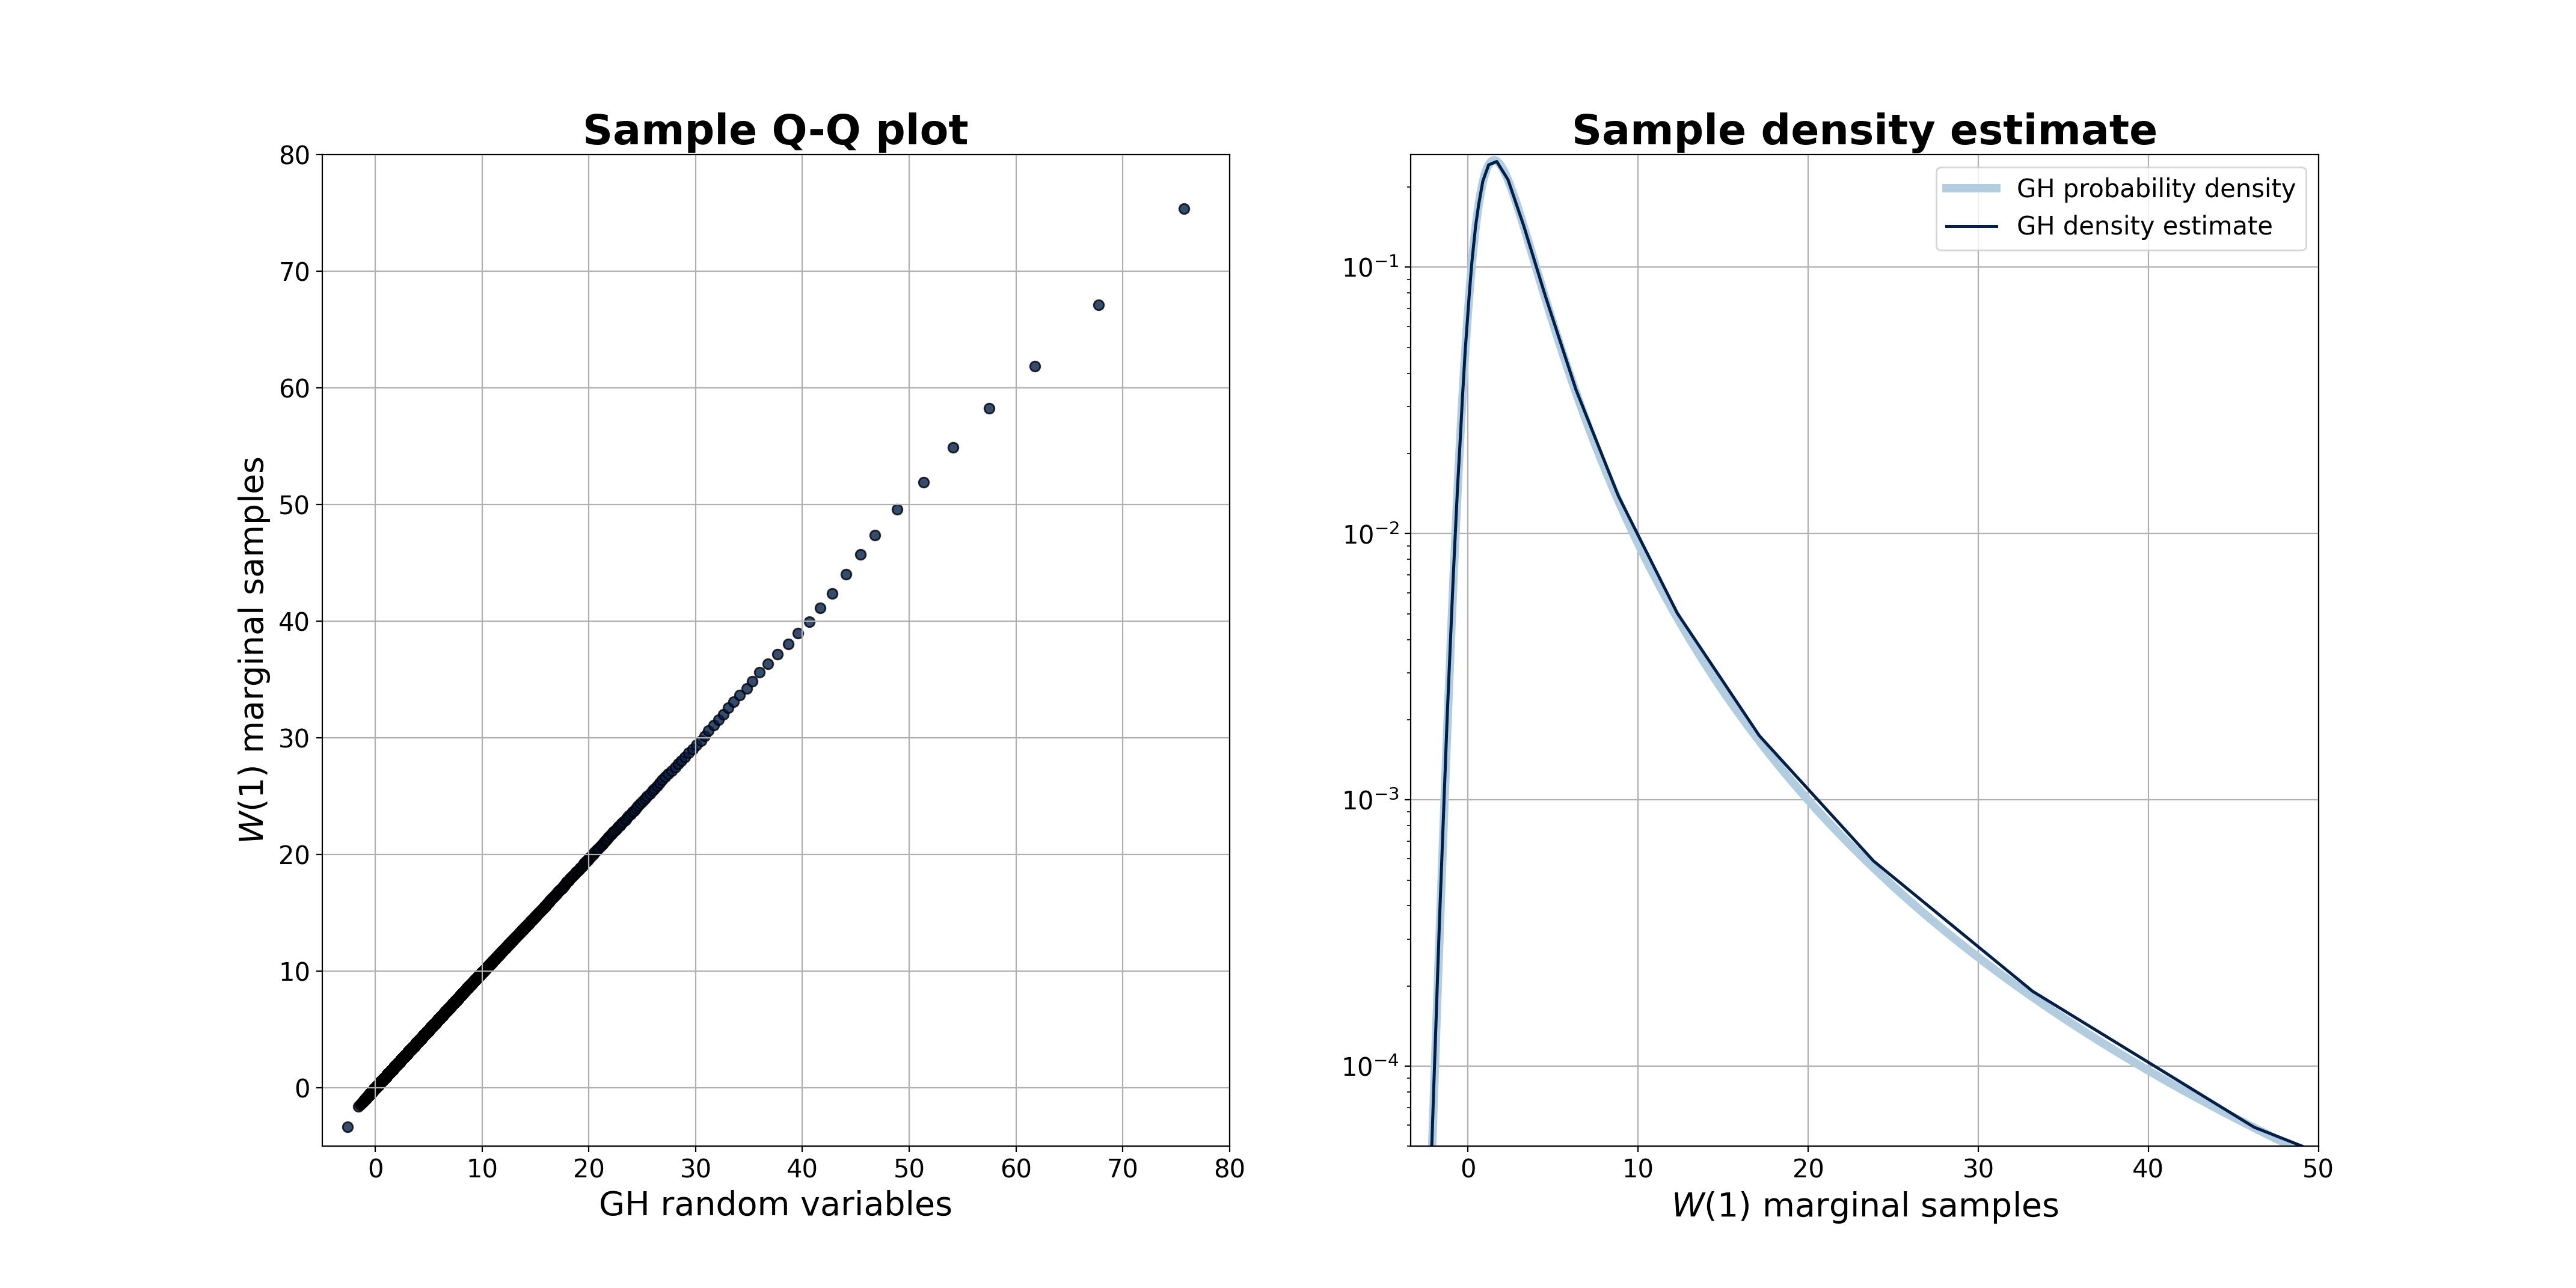 Sample Q-Q plot
80
70
60
50
40
30
20
10
0
W(1) marginal samples
0 10 20 30 40 50 60 70 80
GH random variables
Sample density estimate
GH probability density
GH density estimate
10⁻¹
10⁻²
10⁻³
10⁻⁴
0 10 20 30 40 50
W(1) marginal samples